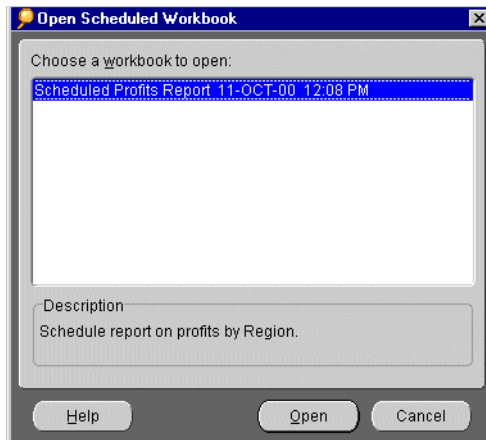 Open Scheduled Workbook
Choose a workbook to open:
Scheduled Profits Report 11-OCT-00 12:08 PM
Description
Schedule report on profits by Region.
Help
Open
Cancel